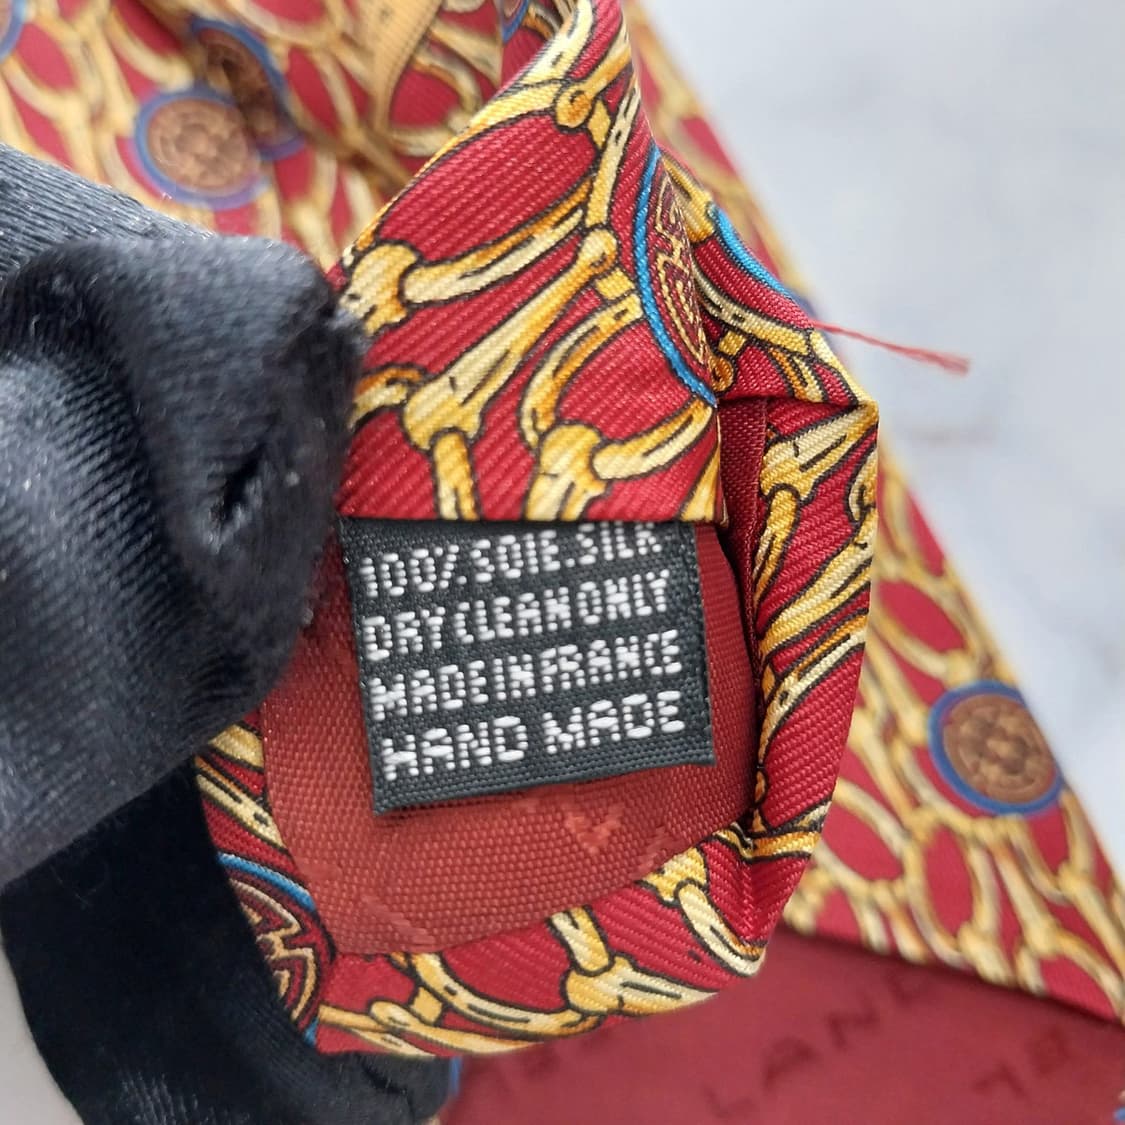 100% SOIE.SILK
DRY CLEAN ONLY
MADE IN FRANCE
HAND MADE